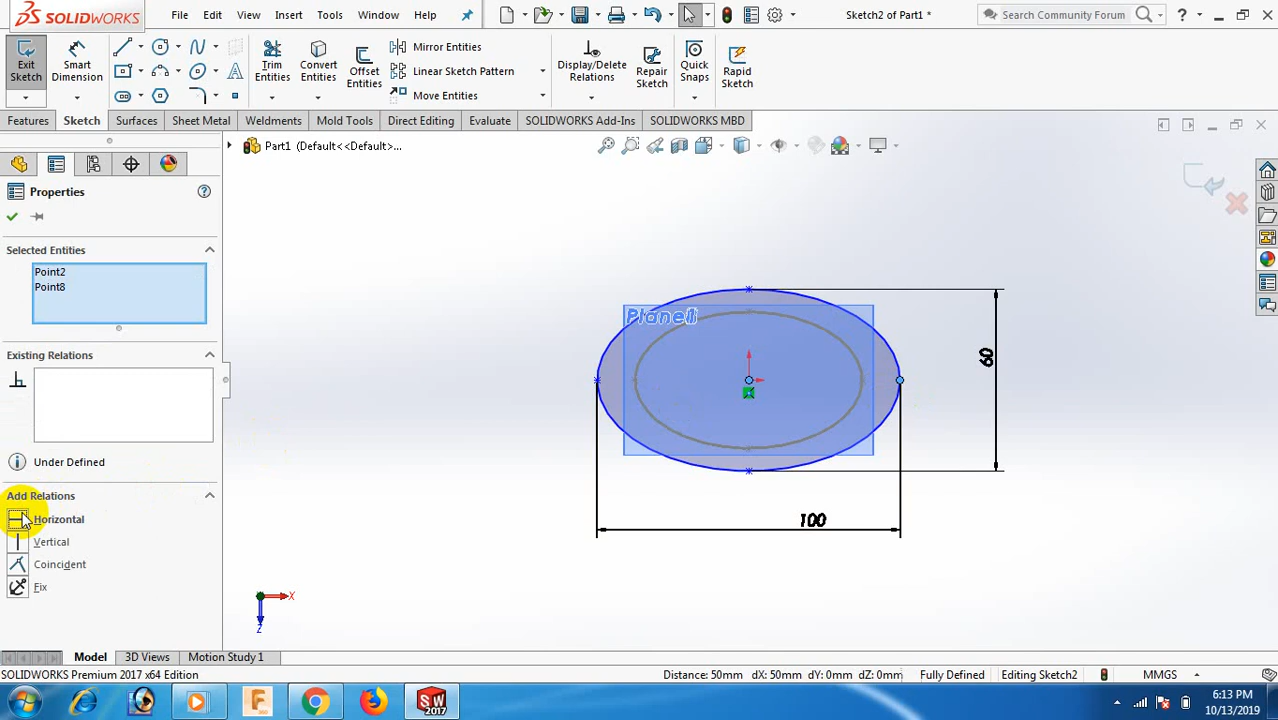 SOLIDWORKS
File Edit View Insert Tools Window Help
Sketch2 of Part1 *
Search Community Forum
Exit Sketch
Smart Dimension
Trim Entities
Convert Entities
Offset Entities
Mirror Entities
Linear Sketch Pattern
Move Entities
Display/Delete Relations
Repair Sketch
Quick Snaps
Rapid Sketch
Features Sketch Surfaces Sheet Metal Weldments Mold Tools Direct Editing Evaluate SOLIDWORKS Add-Ins SOLIDWORKS MBD
Part1 (Default<<Default>...
Properties
Selected Entities
Point2
Point8
Existing Relations
Under Defined
Add Relations
Horizontal
Vertical
Coincident
Fix
Plane1
60
100
X
Z
Model 3D Views Motion Study 1
SOLIDWORKS Premium 2017 x64 Edition
Distance: 50mm dX: 50mm dY: 0mm dZ: 0mm Fully Defined Editing Sketch2 MMGS
6:13 PM
10/13/2019
SW
2017